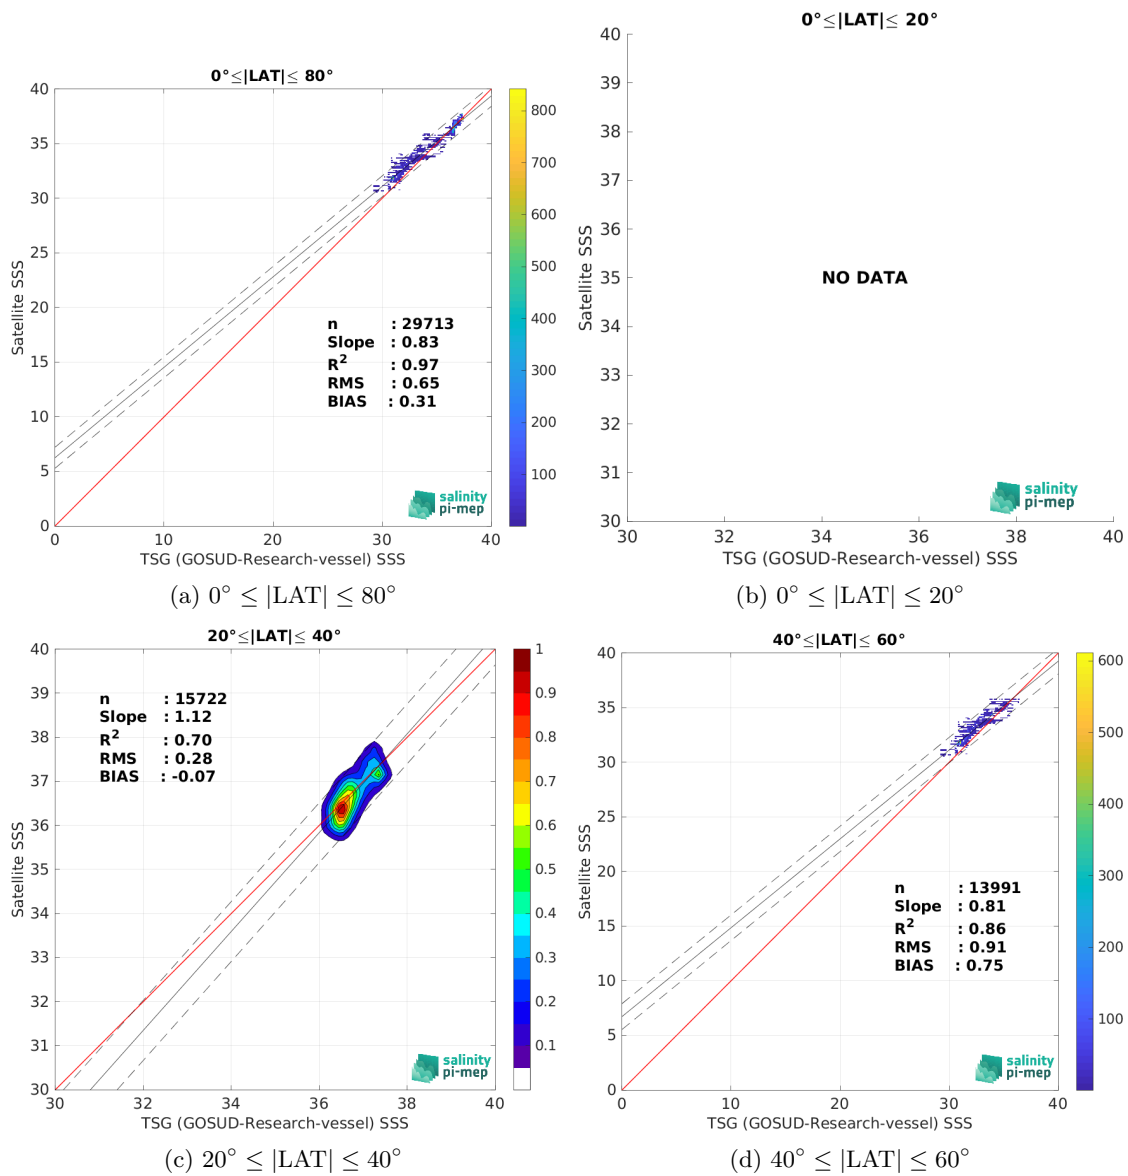 0°≤|LAT|≤ 80°
40
35
30
25
20
15
10
5
0
Satellite SSS
0
10
20
30
40
TSG (GOSUD-Research-vessel) SSS
n : 29713
Slope : 0.83
R2 : 0.97
RMS : 0.65
BIAS : 0.31
salinity
pi-mep
800
700
600
500
400
300
200
100
(a) 0° ≤ |LAT| ≤ 80°
0°≤|LAT|≤ 20°
40
39
38
37
36
35
34
33
32
31
30
Satellite SSS
NO DATA
salinity
pi-mep
30
32
34
36
38
40
TSG (GOSUD-Research-vessel) SSS
(b) 0° ≤ |LAT| ≤ 20°
20°≤|LAT|≤ 40°
40
39
38
37
36
35
34
33
32
31
30
Satellite SSS
n : 15722
Slope : 1.12
R2 : 0.70
RMS : 0.28
BIAS : -0.07
salinity
pi-mep
30
32
34
36
38
40
TSG (GOSUD-Research-vessel) SSS
1
0.9
0.8
0.7
0.6
0.5
0.4
0.3
0.2
0.1
(c) 20° ≤ |LAT| ≤ 40°
40°≤|LAT|≤ 60°
40
35
30
25
20
15
10
5
0
Satellite SSS
n : 13991
Slope : 0.81
R2 : 0.86
RMS : 0.91
BIAS : 0.75
salinity
pi-mep
0
10
20
30
40
TSG (GOSUD-Research-vessel) SSS
600
500
400
300
200
100
(d) 40° ≤ |LAT| ≤ 60°